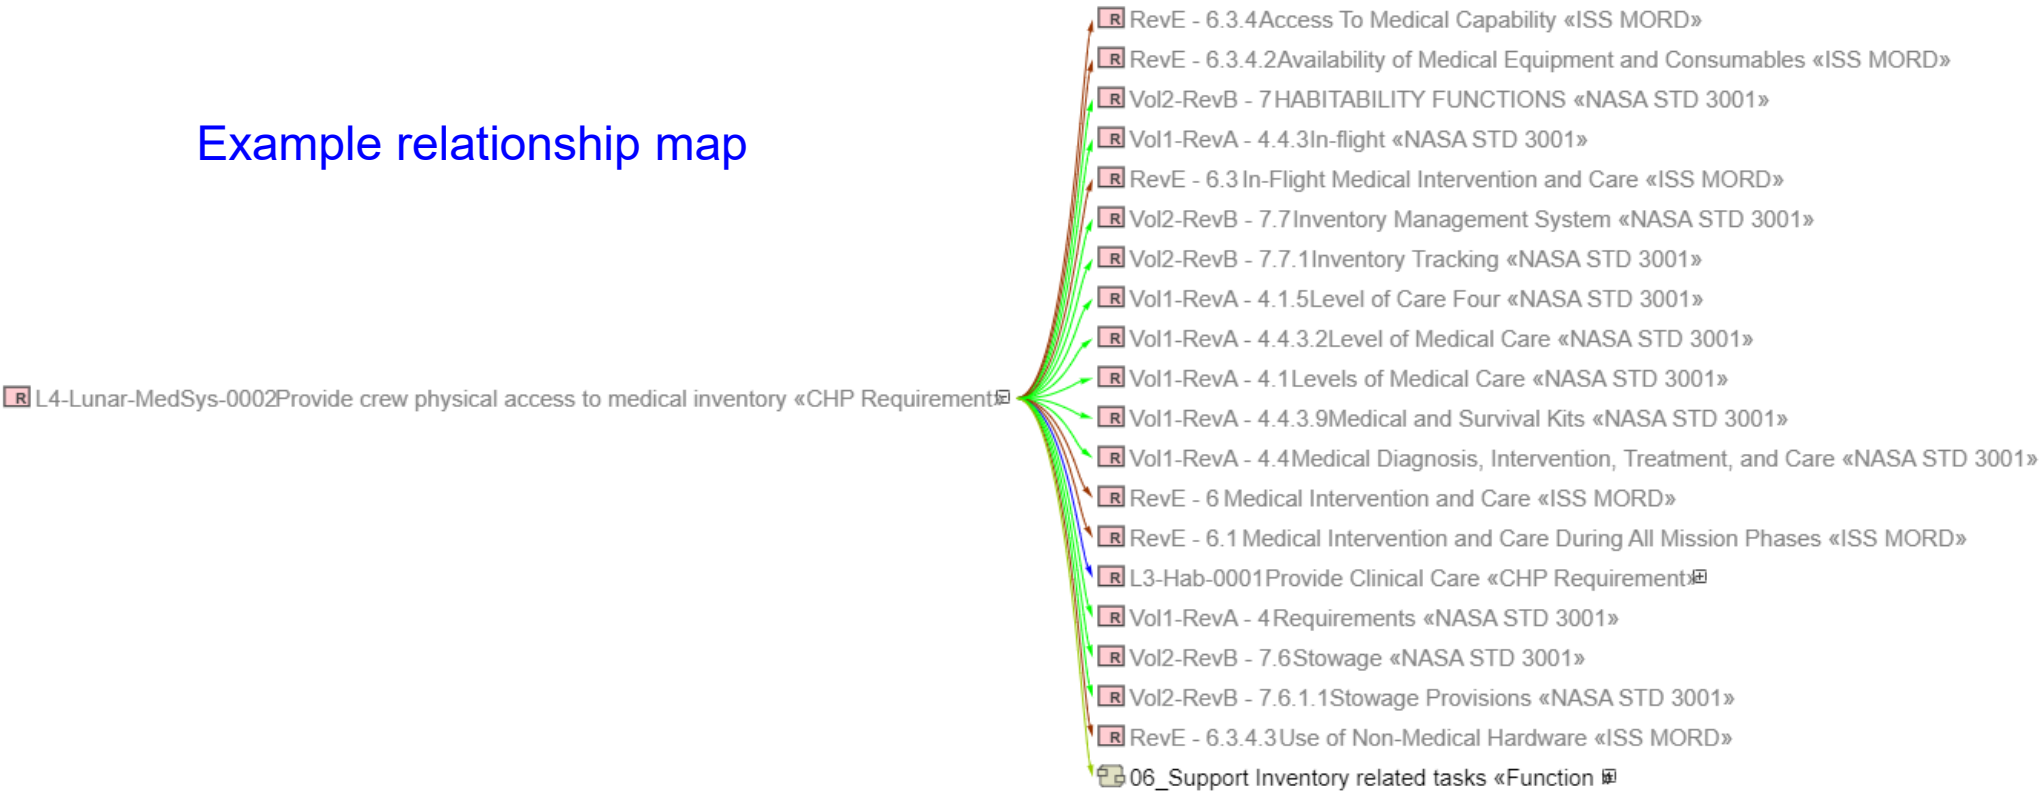 Example relationship map
R L4-Lunar-MedSys-0002Provide crew physical access to medical inventory «CHP Requirement»
R RevE - 6.3.4Access To Medical Capability «ISS MORD»
R RevE - 6.3.4.2Availability of Medical Equipment and Consumables «ISS MORD»
R Vol2-RevB - 7HABITABILITY FUNCTIONS «NASA STD 3001»
R Vol1-RevA - 4.4.3In-flight «NASA STD 3001»
R RevE - 6.3 In-Flight Medical Intervention and Care «ISS MORD»
R Vol2-RevB - 7.7Inventory Management System «NASA STD 3001»
R Vol2-RevB - 7.7.1Inventory Tracking «NASA STD 3001»
R Vol1-RevA - 4.1.5Level of Care Four «NASA STD 3001»
R Vol1-RevA - 4.4.3.2Level of Medical Care «NASA STD 3001»
R Vol1-RevA - 4.1Levels of Medical Care «NASA STD 3001»
R Vol1-RevA - 4.4.3.9Medical and Survival Kits «NASA STD 3001»
R Vol1-RevA - 4.4Medical Diagnosis, Intervention, Treatment, and Care «NASA STD 3001»
R RevE - 6 Medical Intervention and Care «ISS MORD»
R RevE - 6.1 Medical Intervention and Care During All Mission Phases «ISS MORD»
R L3-Hab-0001Provide Clinical Care «CHP Requirement»
R Vol1-RevA - 4Requirements «NASA STD 3001»
R Vol2-RevB - 7.6Stowage «NASA STD 3001»
R Vol2-RevB - 7.6.1.1Stowage Provisions «NASA STD 3001»
R RevE - 6.3.4.3Use of Non-Medical Hardware «ISS MORD»
06_Support Inventory related tasks «Function